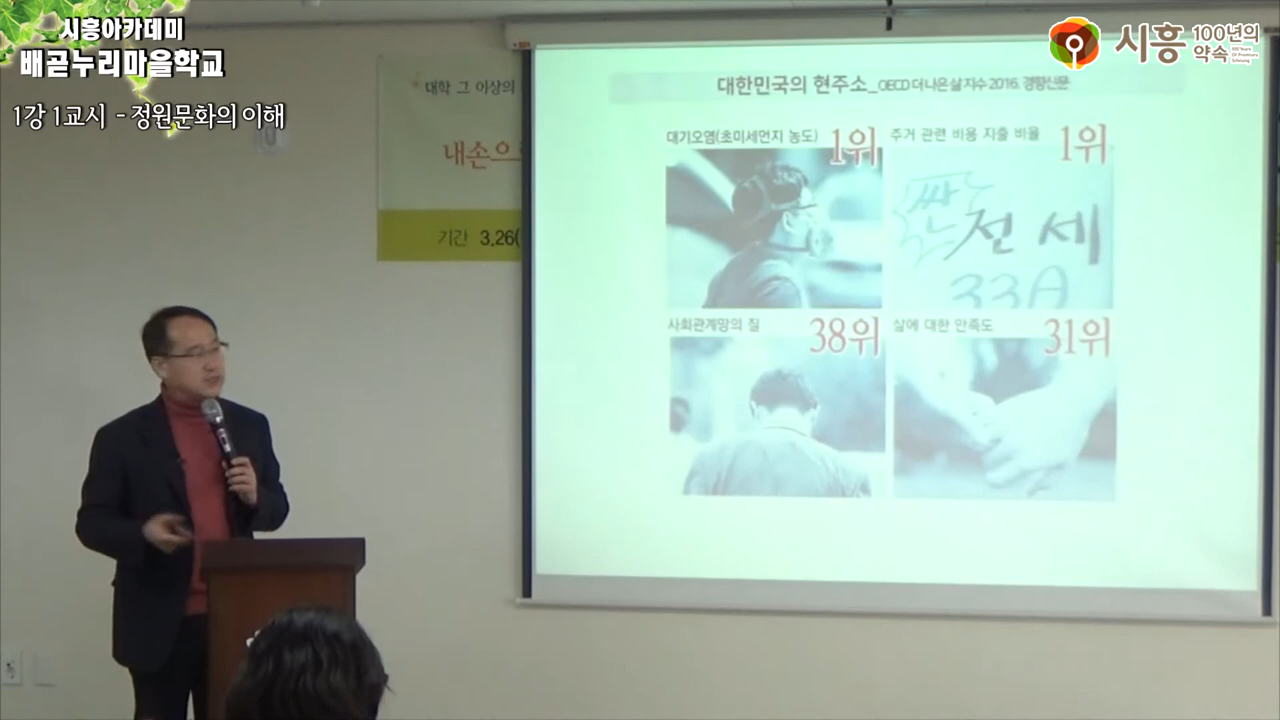 시흥아카데미
배곧누리마을학교
1강 1교시 - 정원문화의 이해
시흥 100년의 약속
대학 그 이상의
내손으로
기간 3.26(
대한민국의 현주소_OECD 더 나은 삶 지수 2016. 경향신문
대기오염(초미세먼지 농도) 1위
주거 관련 비용 지출 비율 1위
싼
전세
33A
사회관계망의 질 38위
삶에 대한 만족도 31위